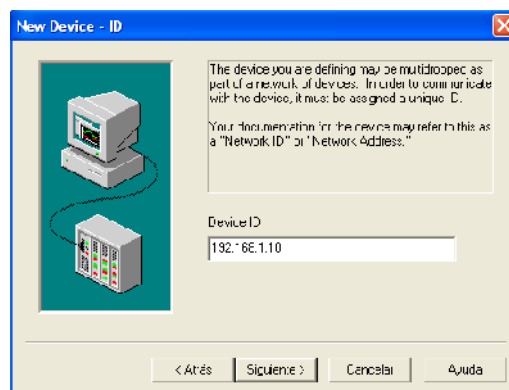 New Device - ID
The device you are defining may be multidropped as
part of a network of devices. In order to communicate
with the device, it must be assigned a unique ID.
Your documentation for the device may refer to this as
a "Network ID" or "Network Address."
Device ID
192.168.1.10
< Atrás
Siguiente >
Cancelar
Ayuda